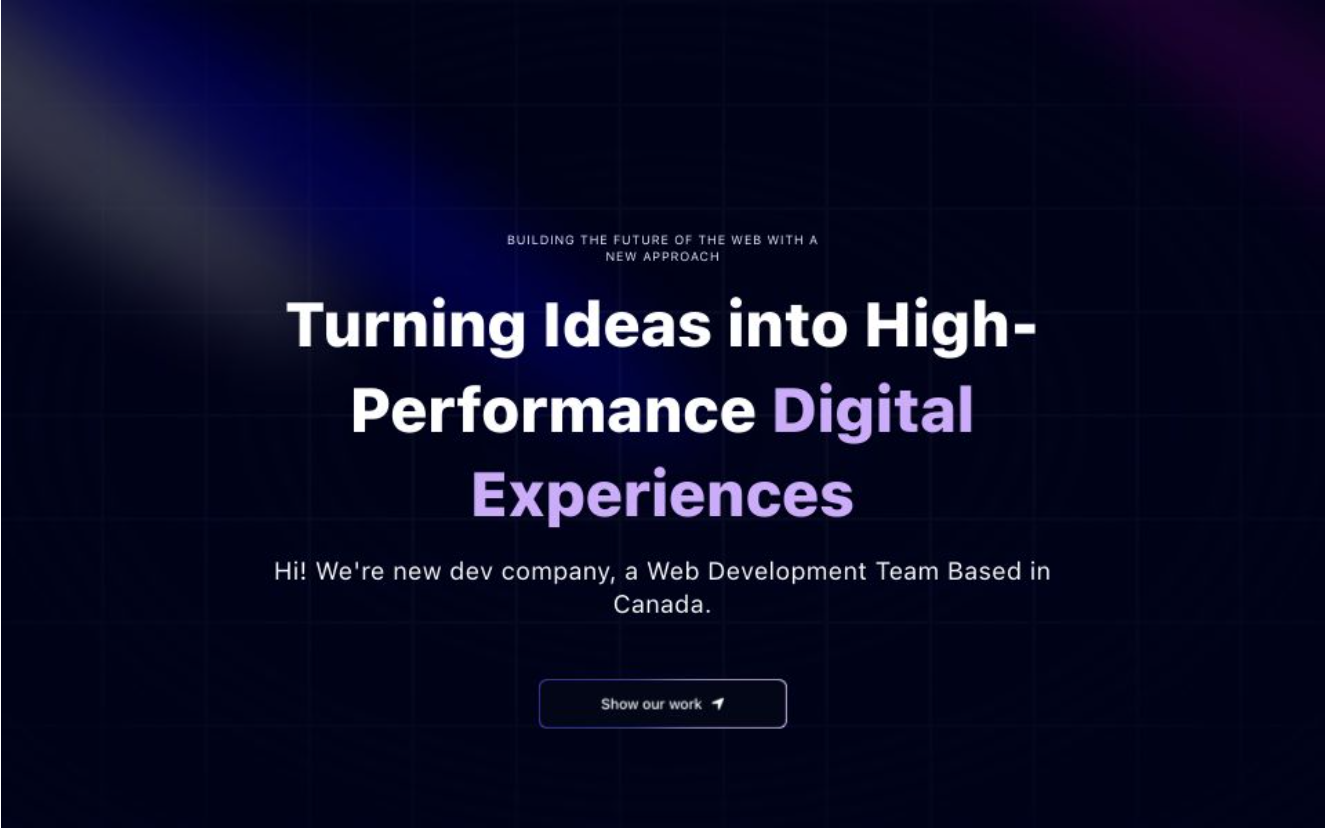 BUILDING THE FUTURE OF THE WEB WITH A
NEW APPROACH
Turning Ideas into High-
Performance Digital
Experiences
Hi! We're new dev company, a Web Development Team Based in
Canada.
Show our work